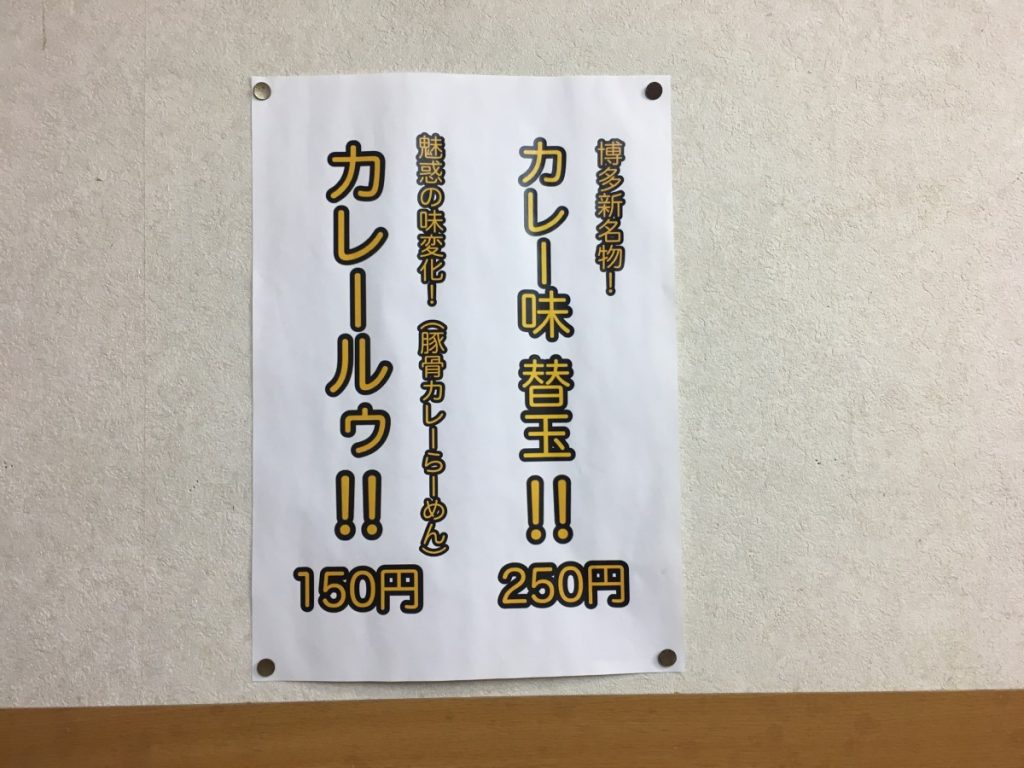 博多新名物！
カレー味 替玉！！
250円
魅惑の味変化！（豚骨カレーらーめん）
カレールゥ！！
150円